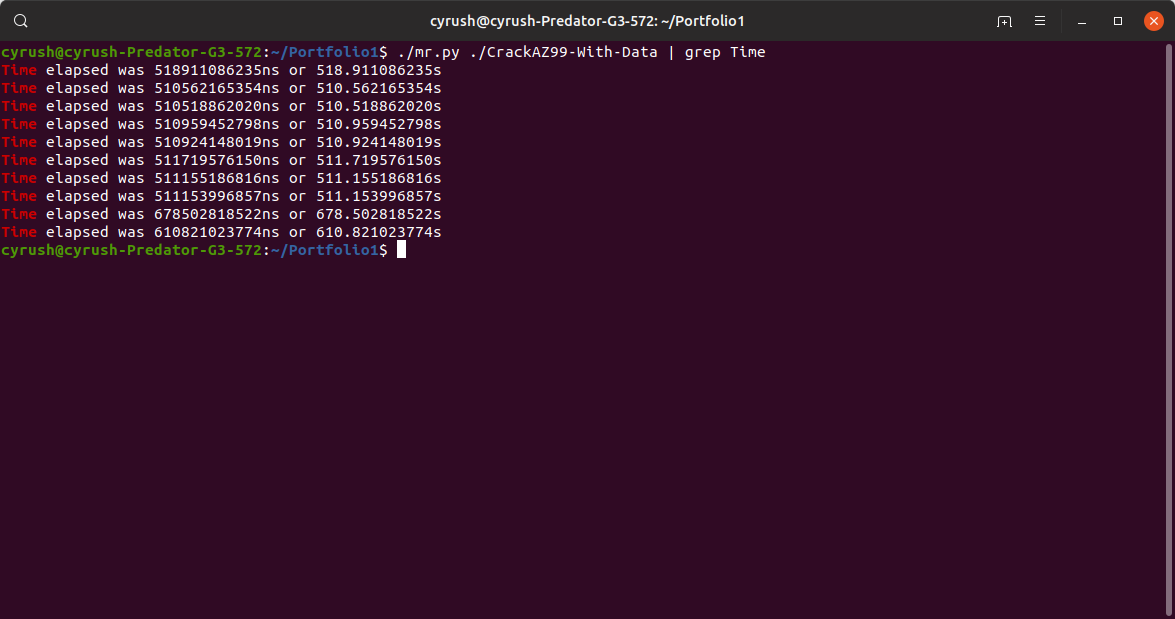 cyrush@cyrush-Predator-G3-572: ~/Portfolio1
cyrush@cyrush-Predator-G3-572:~/Portfolio1$ ./mr.py ./CrackAZ99-With-Data | grep Time
Time elapsed was 518911086235ns or 518.911086235s
Time elapsed was 510562165354ns or 510.562165354s
Time elapsed was 510518862020ns or 510.518862020s
Time elapsed was 510959452798ns or 510.959452798s
Time elapsed was 510924148019ns or 510.924148019s
Time elapsed was 511719576150ns or 511.719576150s
Time elapsed was 511155186816ns or 511.155186816s
Time elapsed was 511153996857ns or 511.153996857s
Time elapsed was 678502818522ns or 678.502818522s
Time elapsed was 610821023774ns or 610.821023774s
cyrush@cyrush-Predator-G3-572:~/Portfolio1$